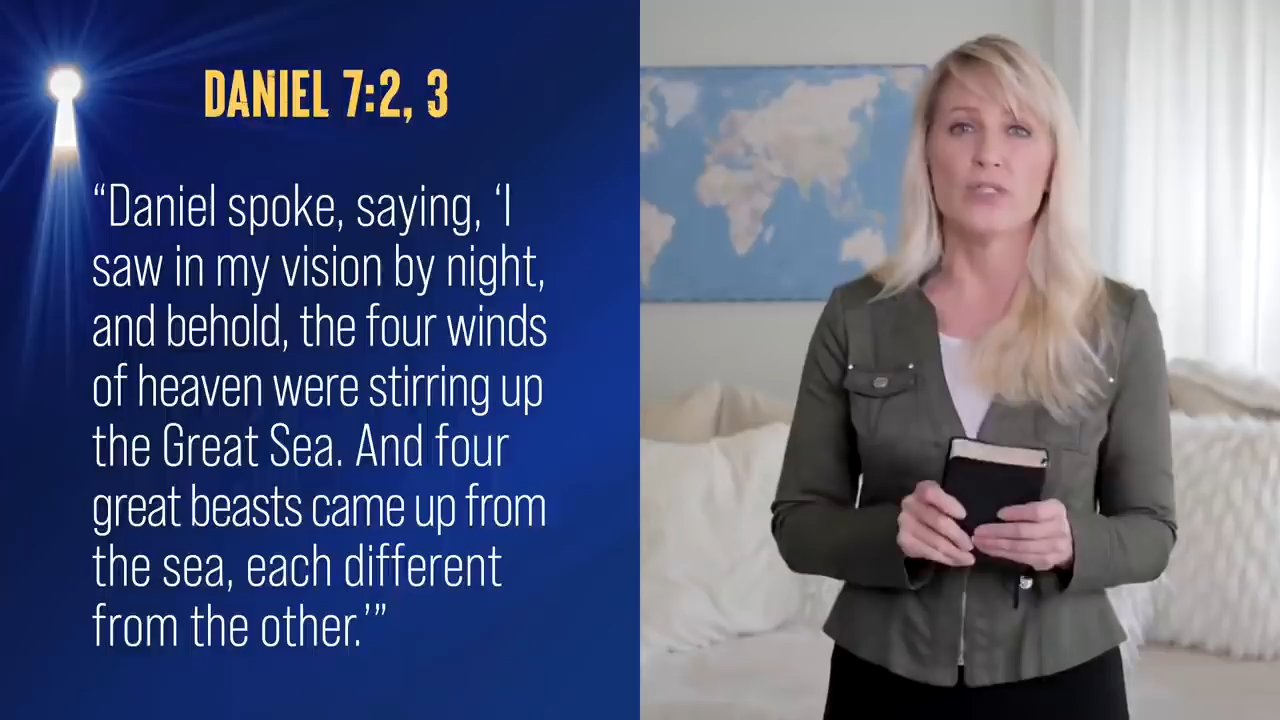 DANIEL 7:2, 3
“Daniel spoke, saying, ‘I
saw in my vision by night,
and behold, the four winds
of heaven were stirring up
the Great Sea. And four
great beasts came up from
the sea, each different
from the other.’”